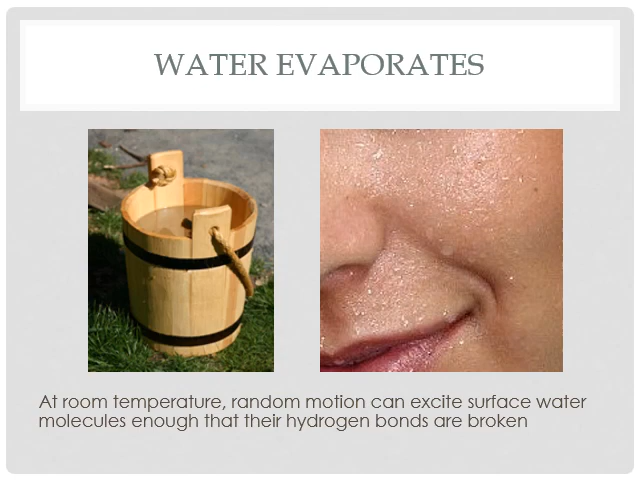 WATER EVAPORATES
At room temperature, random motion can excite surface water
molecules enough that their hydrogen bonds are broken